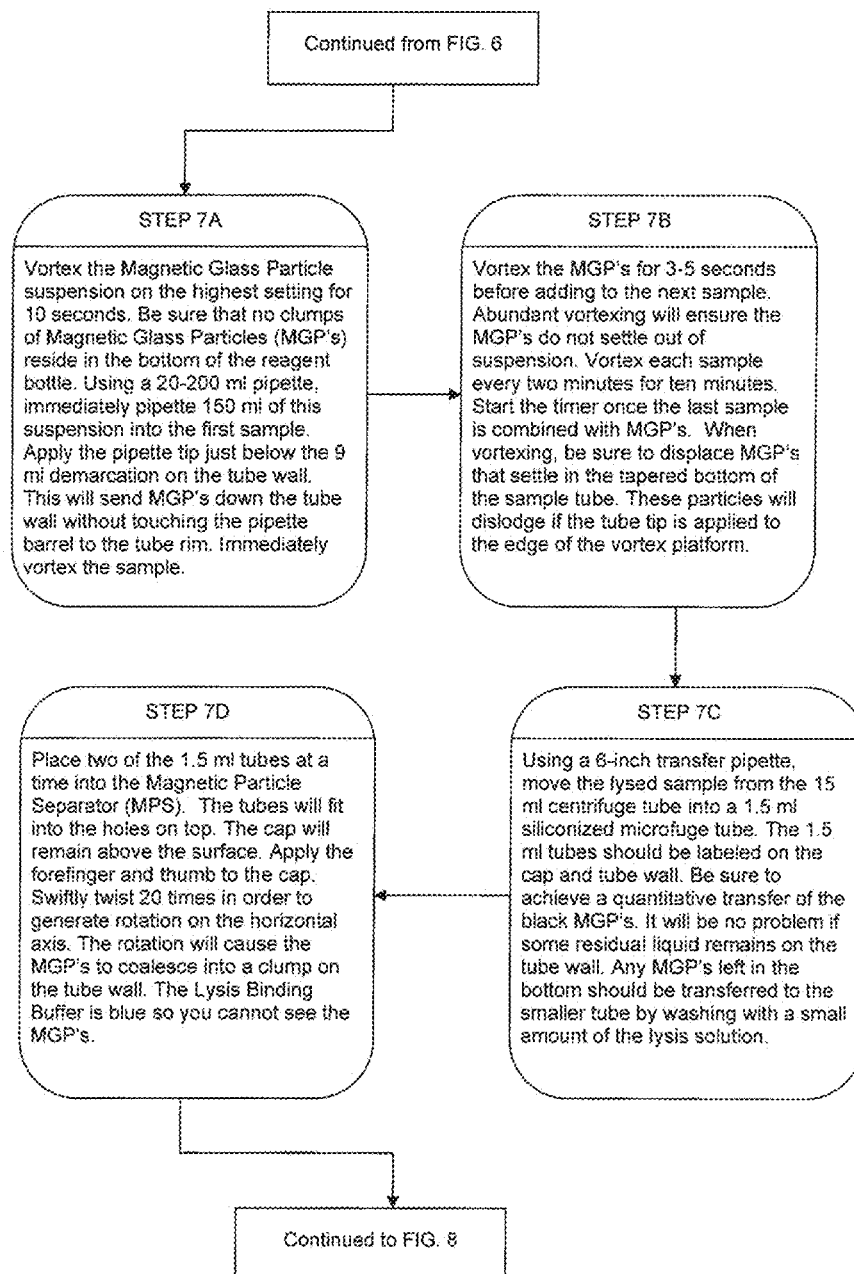 Continued from FIG. 6
STEP 7A
Vortex the Magnetic Glass Particle
suspension on the highest setting for
10 seconds. Be sure that no clumps
of Magnetic Glass Particles (MGP's)
reside in the bottom of the reagent
bottle. Using a 20-200 ml pipette,
immediately pipette 150 ml of this
suspension into the first sample.
Apply the pipette tip just below the 9
ml demarcation on the tube wall.
This will send MGP's down the tube
wall without touching the pipette
barrel to the tube rim. Immediately
vortex the sample.
STEP 7B
Vortex the MGP's for 3-5 seconds
before adding to the next sample.
Abundant vortexing will ensure the
MGP's do not settle out of
suspension. Vortex each sample
every two minutes for ten minutes.
Start the timer once the last sample
is combined with MGP's. When
vortexing, be sure to displace MGP's
that settle in the tapered bottom of
the sample tube. These particles will
dislodge if the tube tip is applied to
the edge of the vortex platform.
STEP 7C
Using a 6-inch transfer pipette,
move the lysed sample from the 15
ml centrifuge tube into a 1.5 ml
siliconized microfuge tube. The 1.5
ml tubes should be labeled on the
cap and tube wall. Be sure to
achieve a quantitative transfer of the
black MGP's. It will be no problem if
some residual liquid remains on the
tube wall. Any MGP's left in the
bottom should be transferred to the
smaller tube by washing with a small
amount of the lysis solution.
STEP 7D
Place two of the 1.5 ml tubes at a
time into the Magnetic Particle
Separator (MPS). The tubes will fit
into the holes on top. The cap will
remain above the surface. Apply the
forefinger and thumb to the cap.
Swiftly twist 20 times in order to
generate rotation on the horizontal
axis. The rotation will cause the
MGP's to coalesce into a clump on
the tube wall. The Lysis Binding
Buffer is blue so you cannot see the
MGP's.
Continued to FIG. 8